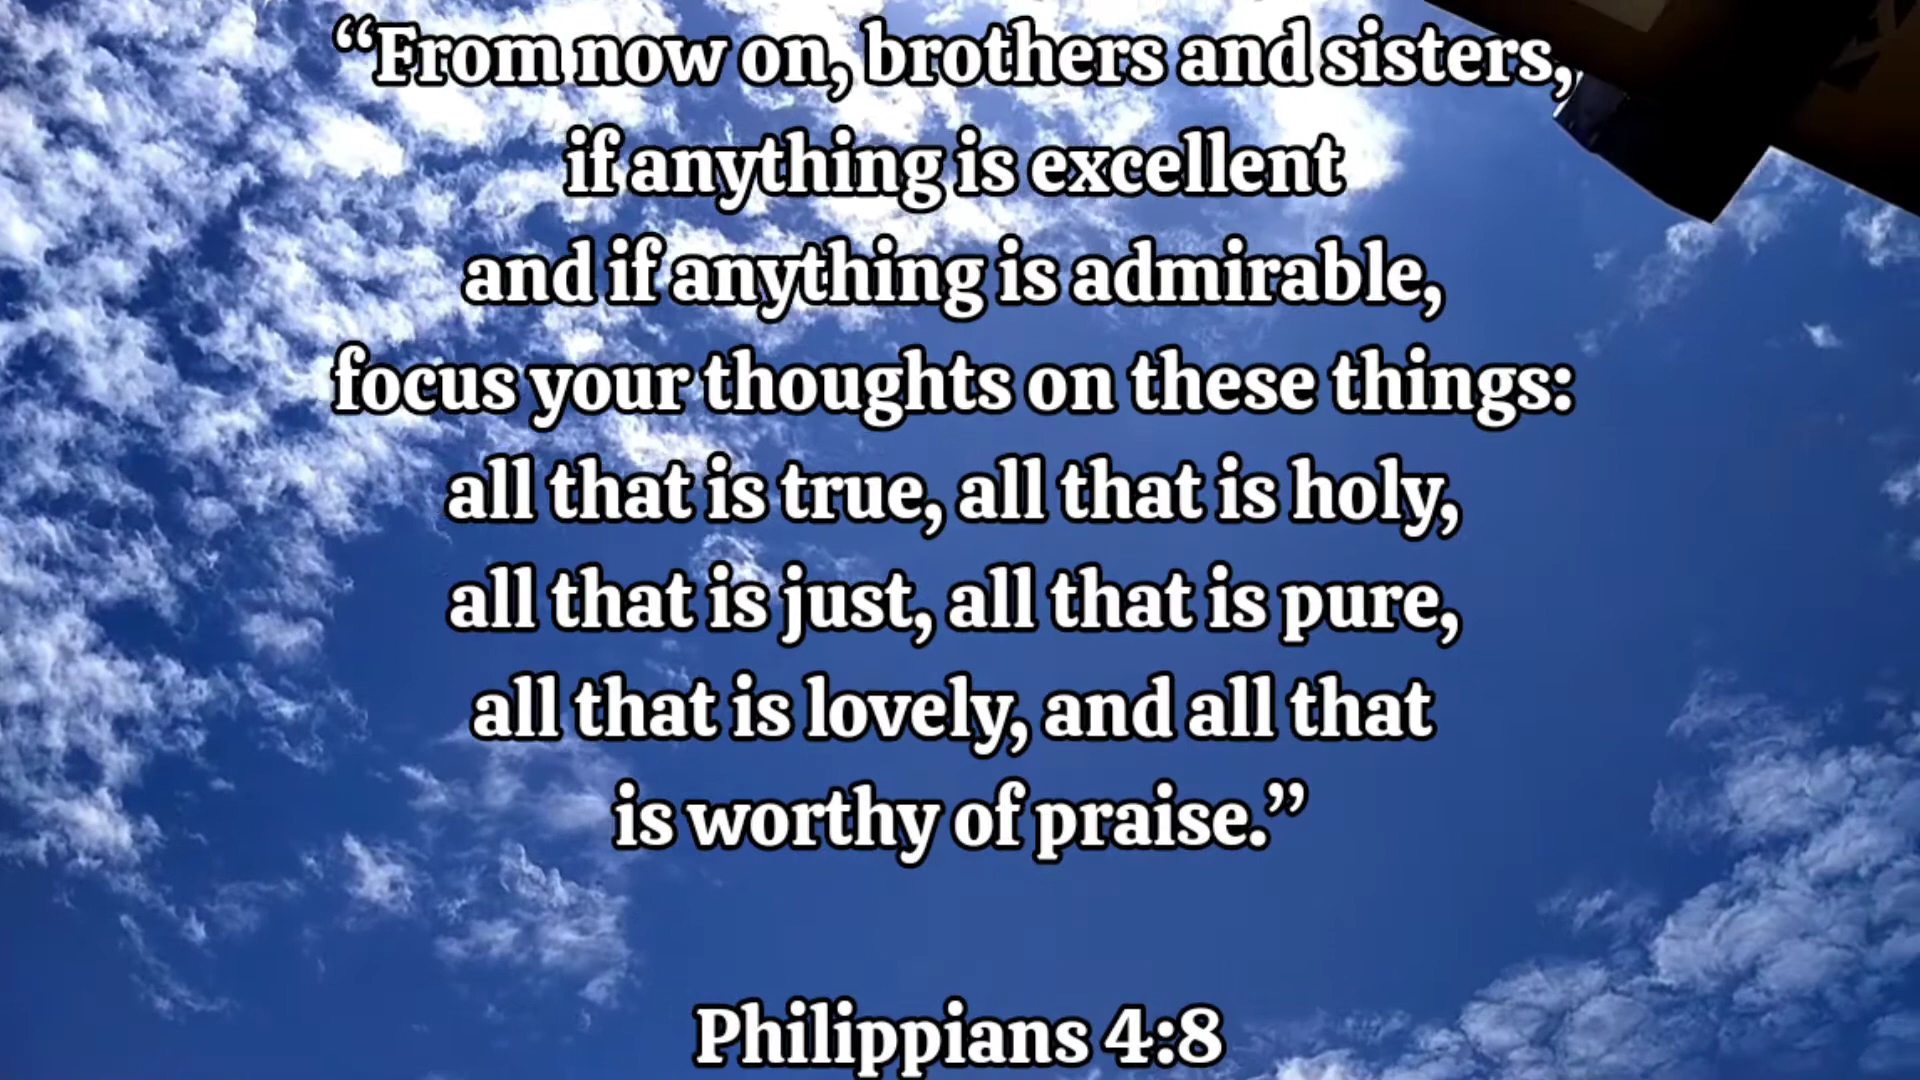 “From now on, brothers and sisters,
if anything is excellent
and if anything is admirable,
focus your thoughts on these things:
all that is true, all that is holy,
all that is just, all that is pure,
all that is lovely, and all that
is worthy of praise.”
Philippians 4:8